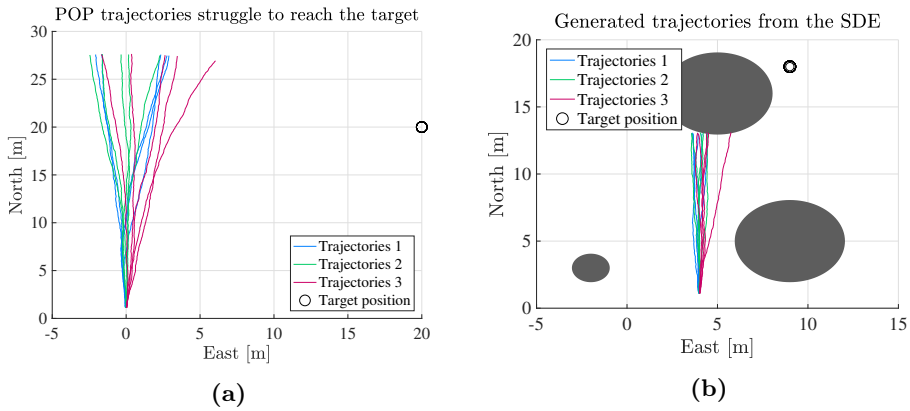 POP trajectories struggle to reach the target
30
25
20
15
10
5
0
North [m]
-5 0 5 10 15 20
East [m]
Trajectories 1
Trajectories 2
Trajectories 3
Target position
(a)
Generated trajectories from the SDE
20
15
10
5
0
North [m]
-5 0 5 10 15
East [m]
Trajectories 1
Trajectories 2
Trajectories 3
Target position
(b)